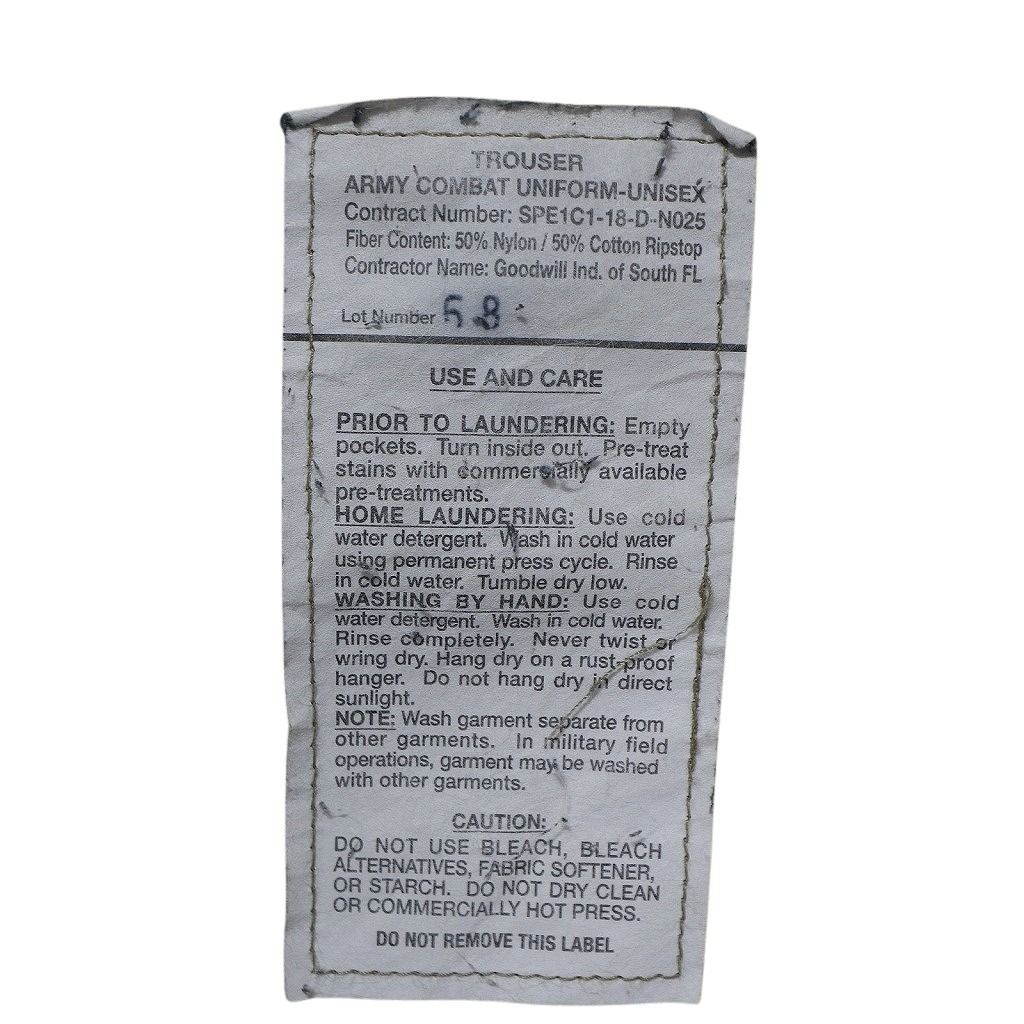 TROUSER
ARMY COMBAT UNIFORM-UNISEX
Contract Number: SPE1C1-18-D-N025
Fiber Content: 50% Nylon / 50% Cotton Ripstop
Contractor Name: Goodwill Ind. of South FL
Lot Number 58
USE AND CARE
PRIOR TO LAUNDERING: Empty
pockets. Turn inside out. Pre-treat
stains with commercially available
pre-treatments.
HOME LAUNDERING: Use cold
water detergent. Wash in cold water
using permanent press cycle. Rinse
in cold water. Tumble dry low.
WASHING BY HAND: Use cold
water detergent. Wash in cold water.
Rinse completely. Never twist or
wring dry. Hang dry on a rust-proof
hanger. Do not hang dry in direct
sunlight.
NOTE: Wash garment separate from
other garments. In military field
operations, garment may be washed
with other garments.
CAUTION:
DO NOT USE BLEACH, BLEACH
ALTERNATIVES, FABRIC SOFTENER,
OR STARCH. DO NOT DRY CLEAN
OR COMMERCIALLY HOT PRESS.
DO NOT REMOVE THIS LABEL